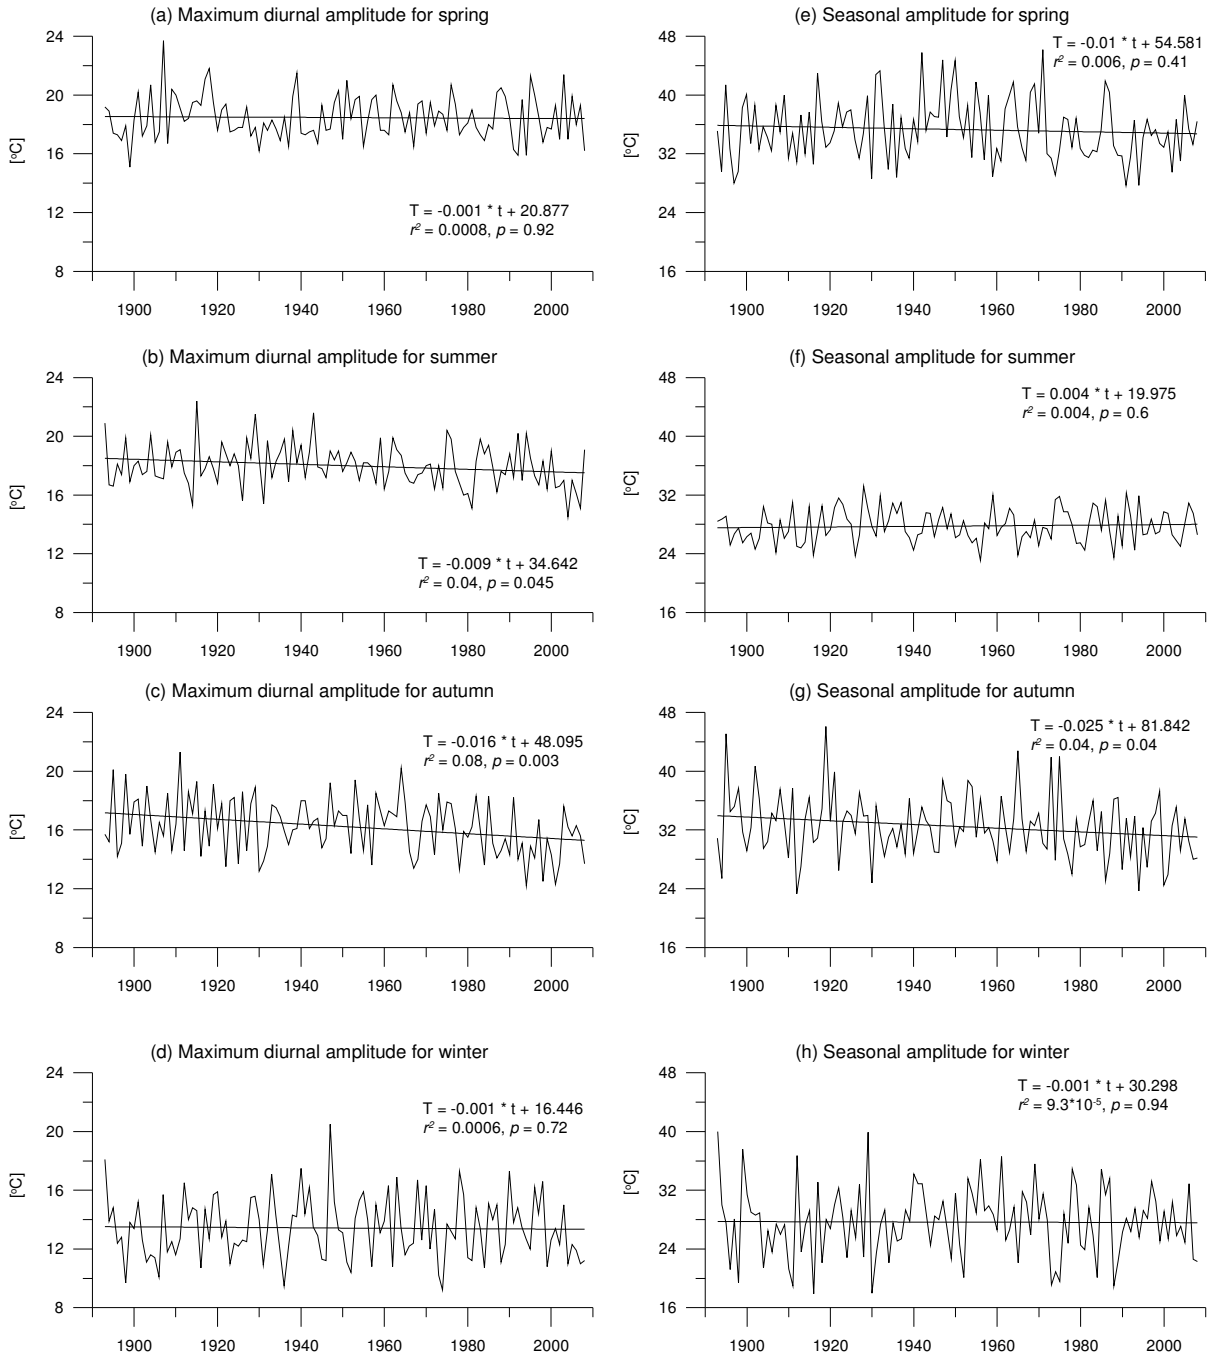 (a) Maximum diurnal amplitude for spring
24
20
16
12
8
[°C]
T = -0.001 * t + 20.877
r² = 0.0008, p = 0.92
1900 1920 1940 1960 1980 2000
(e) Seasonal amplitude for spring
48
40
32
24
16
[°C]
T = -0.01 * t + 54.581
r² = 0.006, p = 0.41
1900 1920 1940 1960 1980 2000
(b) Maximum diurnal amplitude for summer
24
20
16
12
8
[°C]
T = -0.009 * t + 34.642
r² = 0.04, p = 0.045
1900 1920 1940 1960 1980 2000
(f) Seasonal amplitude for summer
48
40
32
24
16
[°C]
T = 0.004 * t + 19.975
r² = 0.004, p = 0.6
1900 1920 1940 1960 1980 2000
(c) Maximum diurnal amplitude for autumn
24
20
16
12
8
[°C]
T = -0.016 * t + 48.095
r² = 0.08, p = 0.003
1900 1920 1940 1960 1980 2000
(g) Seasonal amplitude for autumn
48
40
32
24
16
[°C]
T = -0.025 * t + 81.842
r² = 0.04, p = 0.04
1900 1920 1940 1960 1980 2000
(d) Maximum diurnal amplitude for winter
24
20
16
12
8
[°C]
T = -0.001 * t + 16.446
r² = 0.0006, p = 0.72
1900 1920 1940 1960 1980 2000
(h) Seasonal amplitude for winter
48
40
32
24
16
[°C]
T = -0.001 * t + 30.298
r² = 9.3*10⁻⁵, p = 0.94
1900 1920 1940 1960 1980 2000